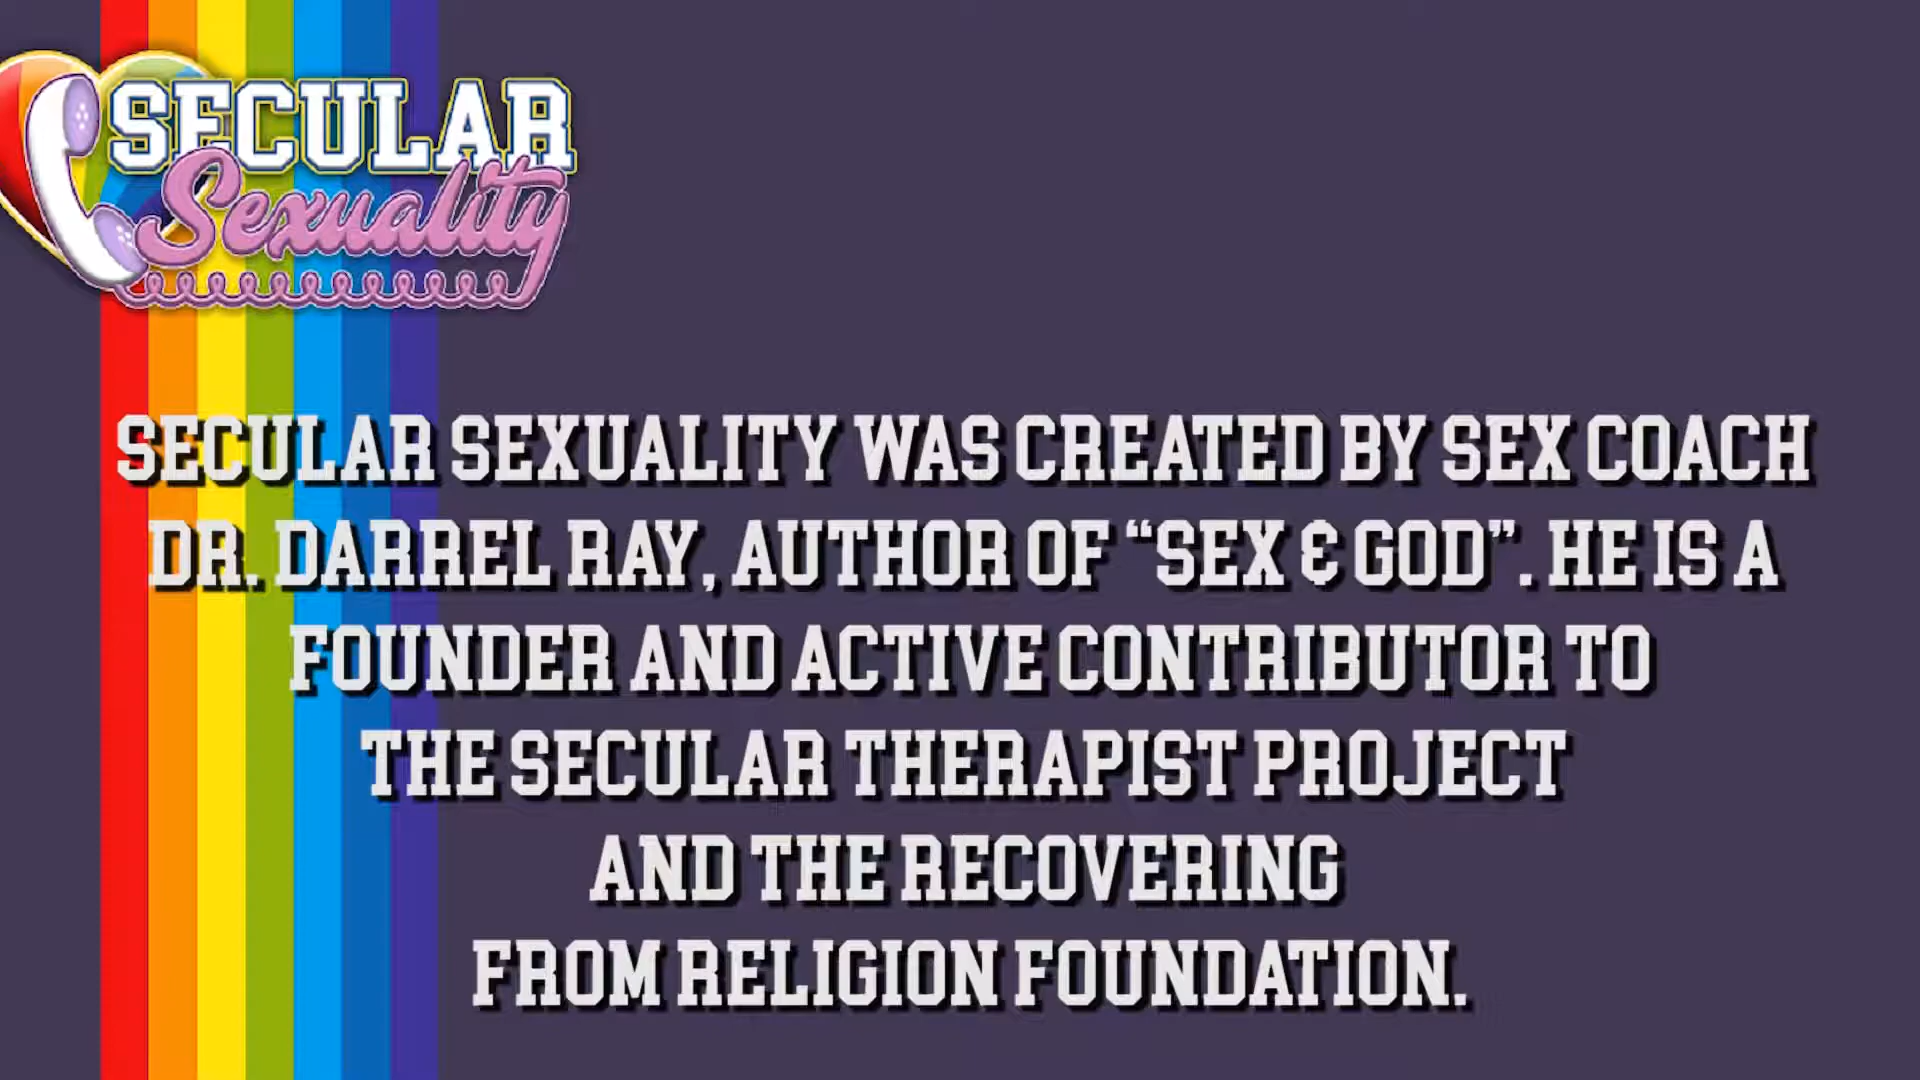 SECULAR
Sexuality
SECULAR SEXUALITY WAS CREATED BY SEX COACH
DR. DARREL RAY, AUTHOR OF “SEX & GOD”. HE IS A
FOUNDER AND ACTIVE CONTRIBUTOR TO
THE SECULAR THERAPIST PROJECT
AND THE RECOVERING
FROM RELIGION FOUNDATION.